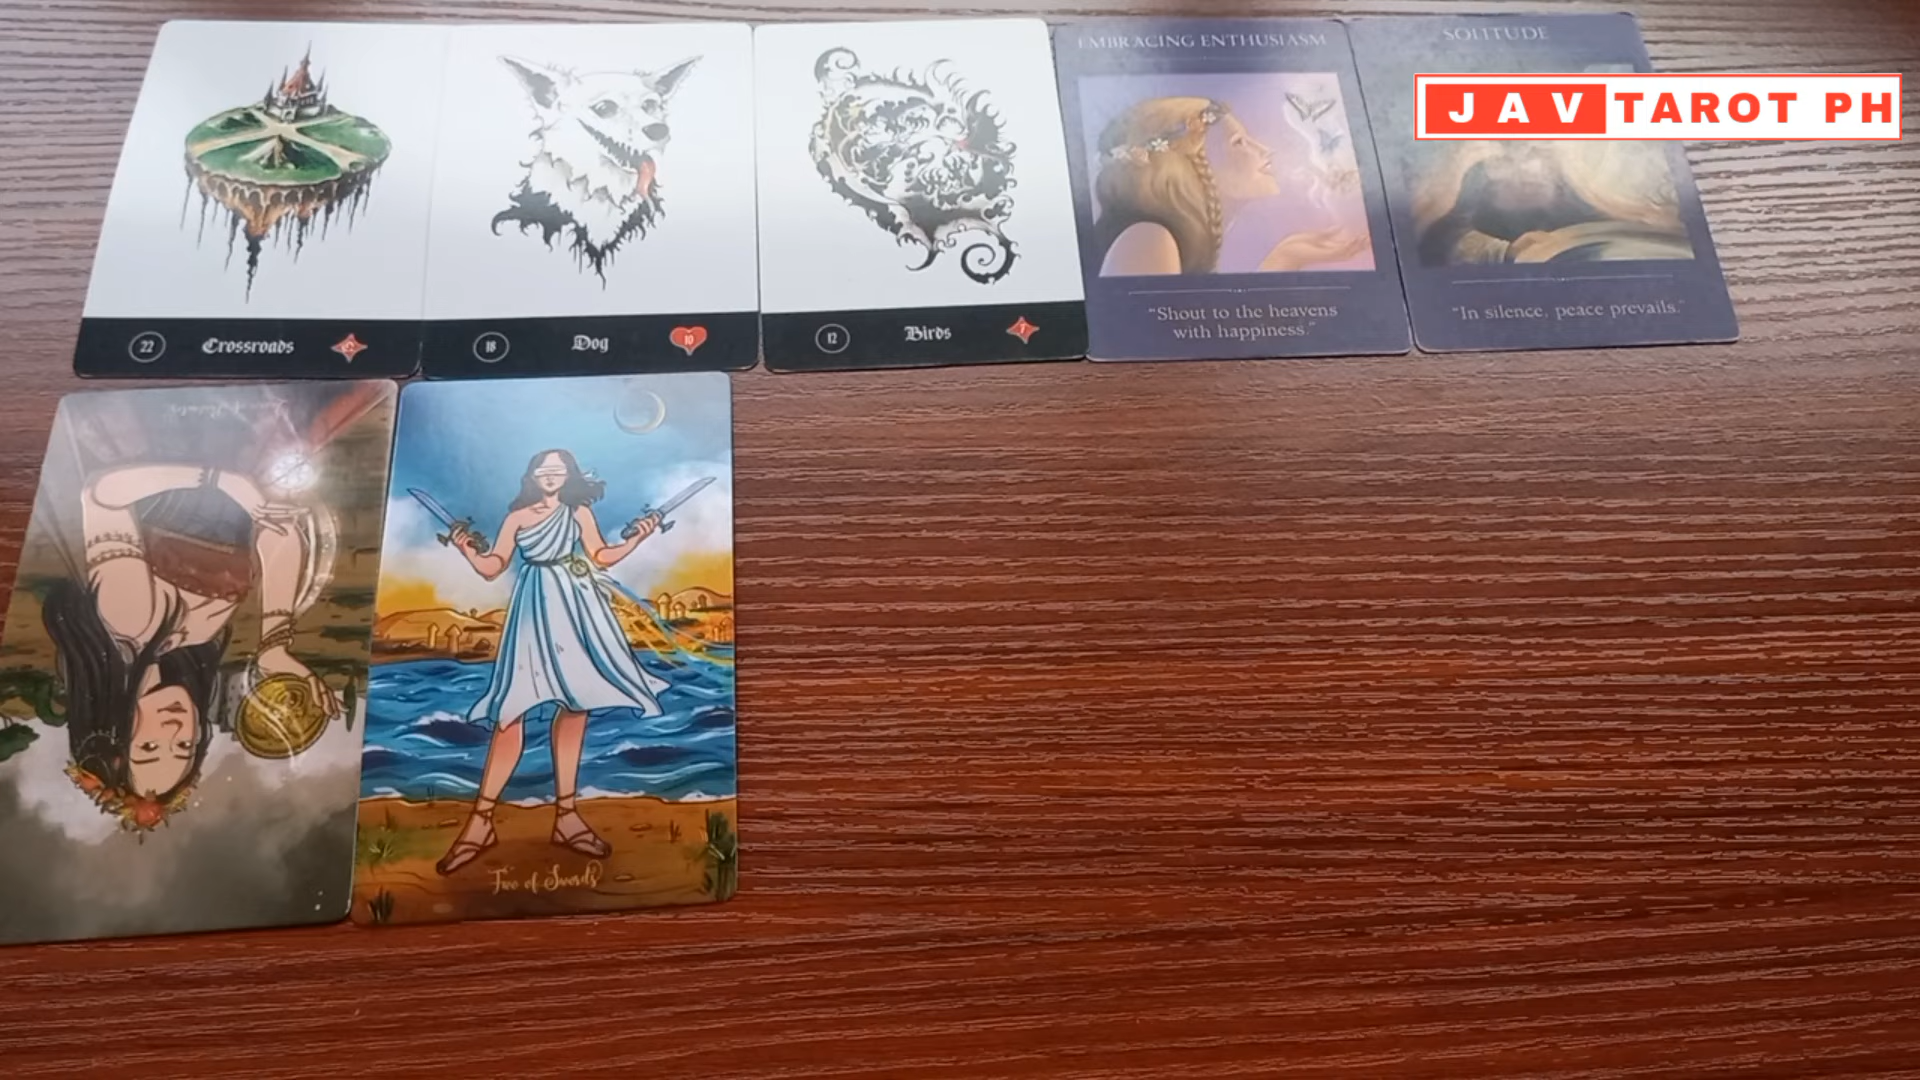 EMBRACING ENTHUSIASM
SOLITUDE
JAV TAROT PH
"Shout to the heavens
with happiness."
"In silence, peace prevails."
22 Crossroads
18 Dog 10
12 Birds
Two of Swords